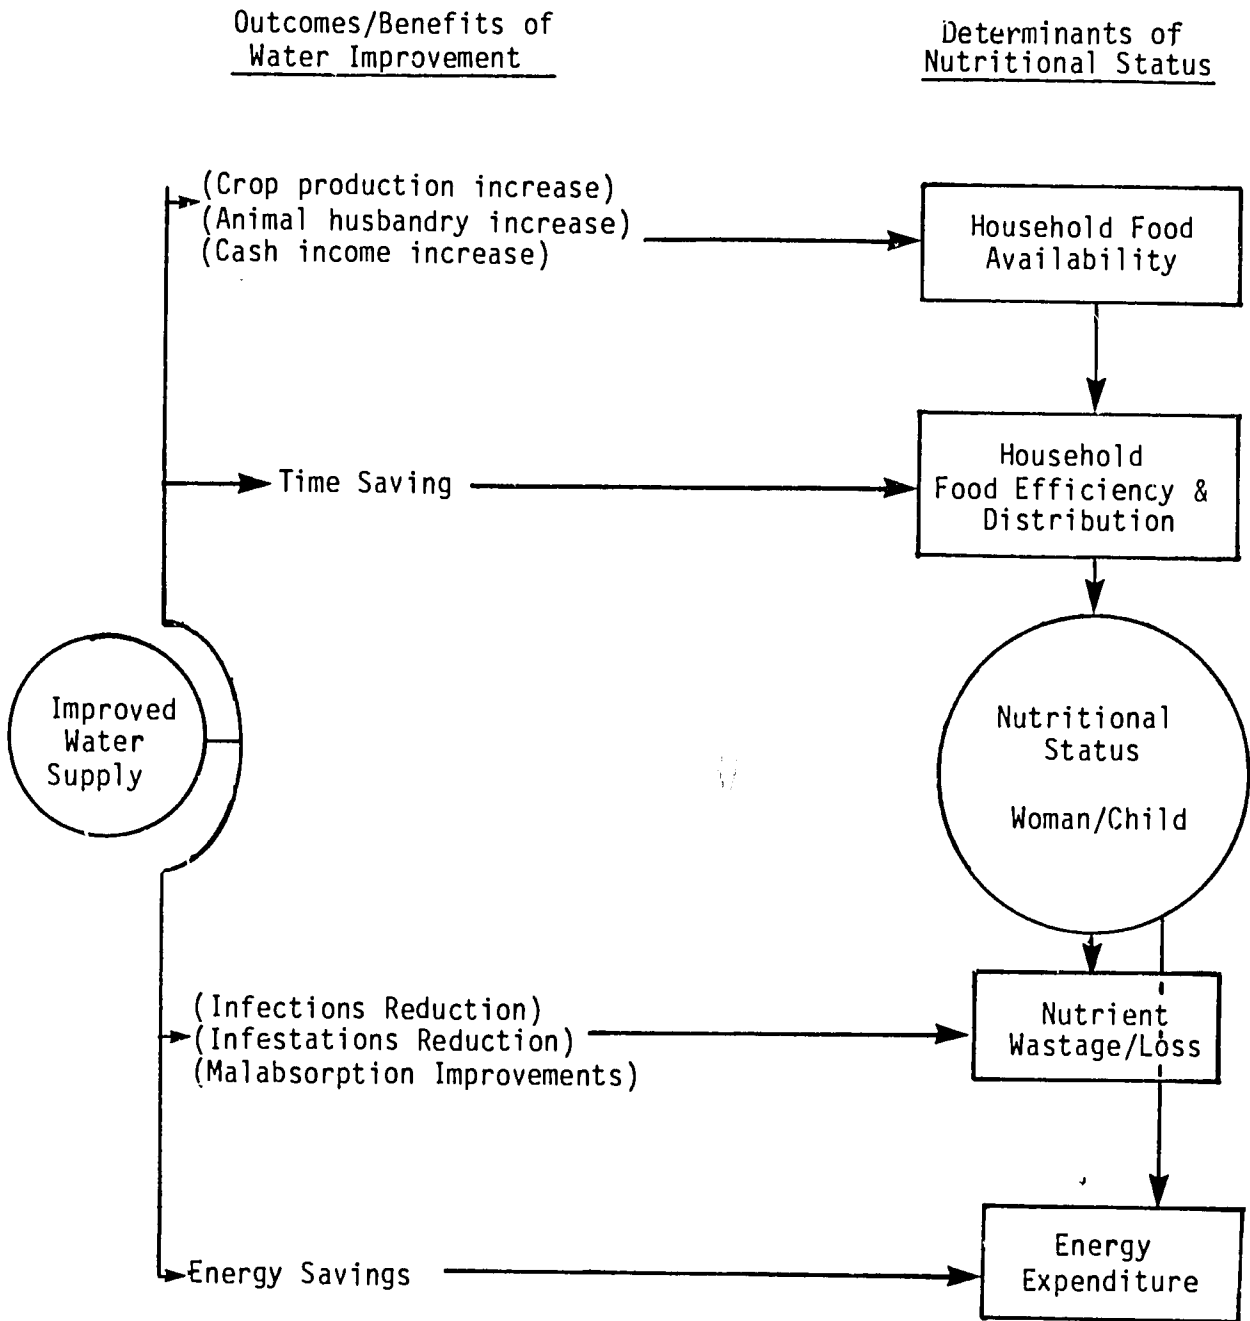 Outcomes/Benefits of
Water Improvement
Determinants of
Nutritional Status
(Crop production increase)
(Animal husbandry increase)
(Cash income increase)
Household Food
Availability
Time Saving
Household
Food Efficiency &
Distribution
Improved
Water
Supply
Nutritional
Status
Woman/Child
(Infections Reduction)
(Infestations Reduction)
(Malabsorption Improvements)
Nutrient
Wastage/Loss
Energy Savings
Energy
Expenditure